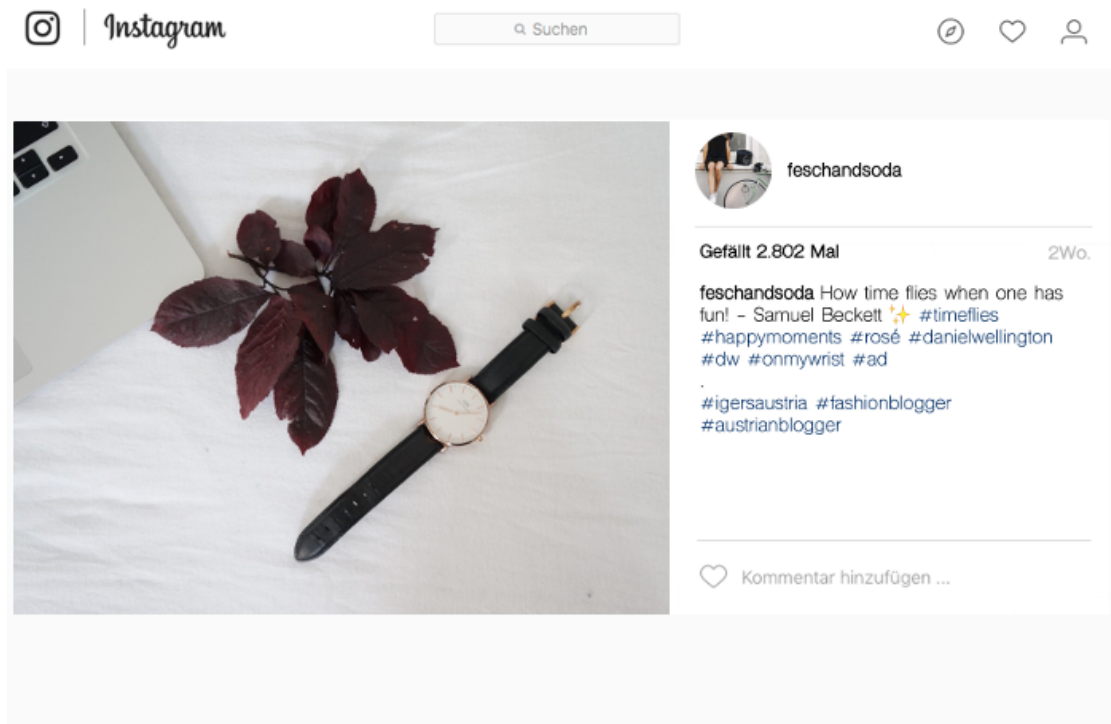 Instagram
Suchen
feschandsoda
Gefällt 2.802 Mal
2Wo.
feschandsoda How time flies when one has
fun! - Samuel Beckett ✨ #timeflies
#happymoments #rosé #danielwellington
#dw #onmywrist #ad
.
#igersaustria #fashionblogger
#austrianblogger
Kommentar hinzufügen ...